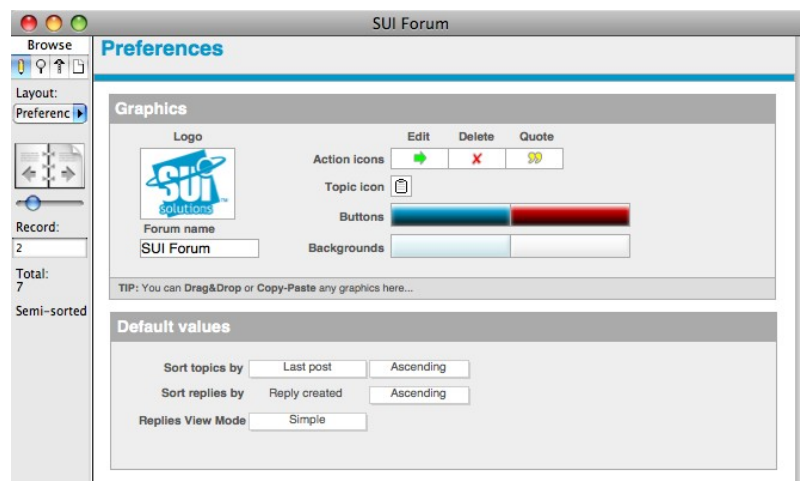 SUI Forum
Browse
Preferences
Layout:
Preferenc
Record:
2
Total:
7
Semi-sorted
Graphics
Logo
Edit Delete Quote
SUi
solutions
TM
Action icons
Topic icon
Buttons
Forum name
SUI Forum
Backgrounds
TIP: You can Drag&Drop or Copy-Paste any graphics here...
Default values
Sort topics by Last post Ascending
Sort replies by Reply created Ascending
Replies View Mode Simple